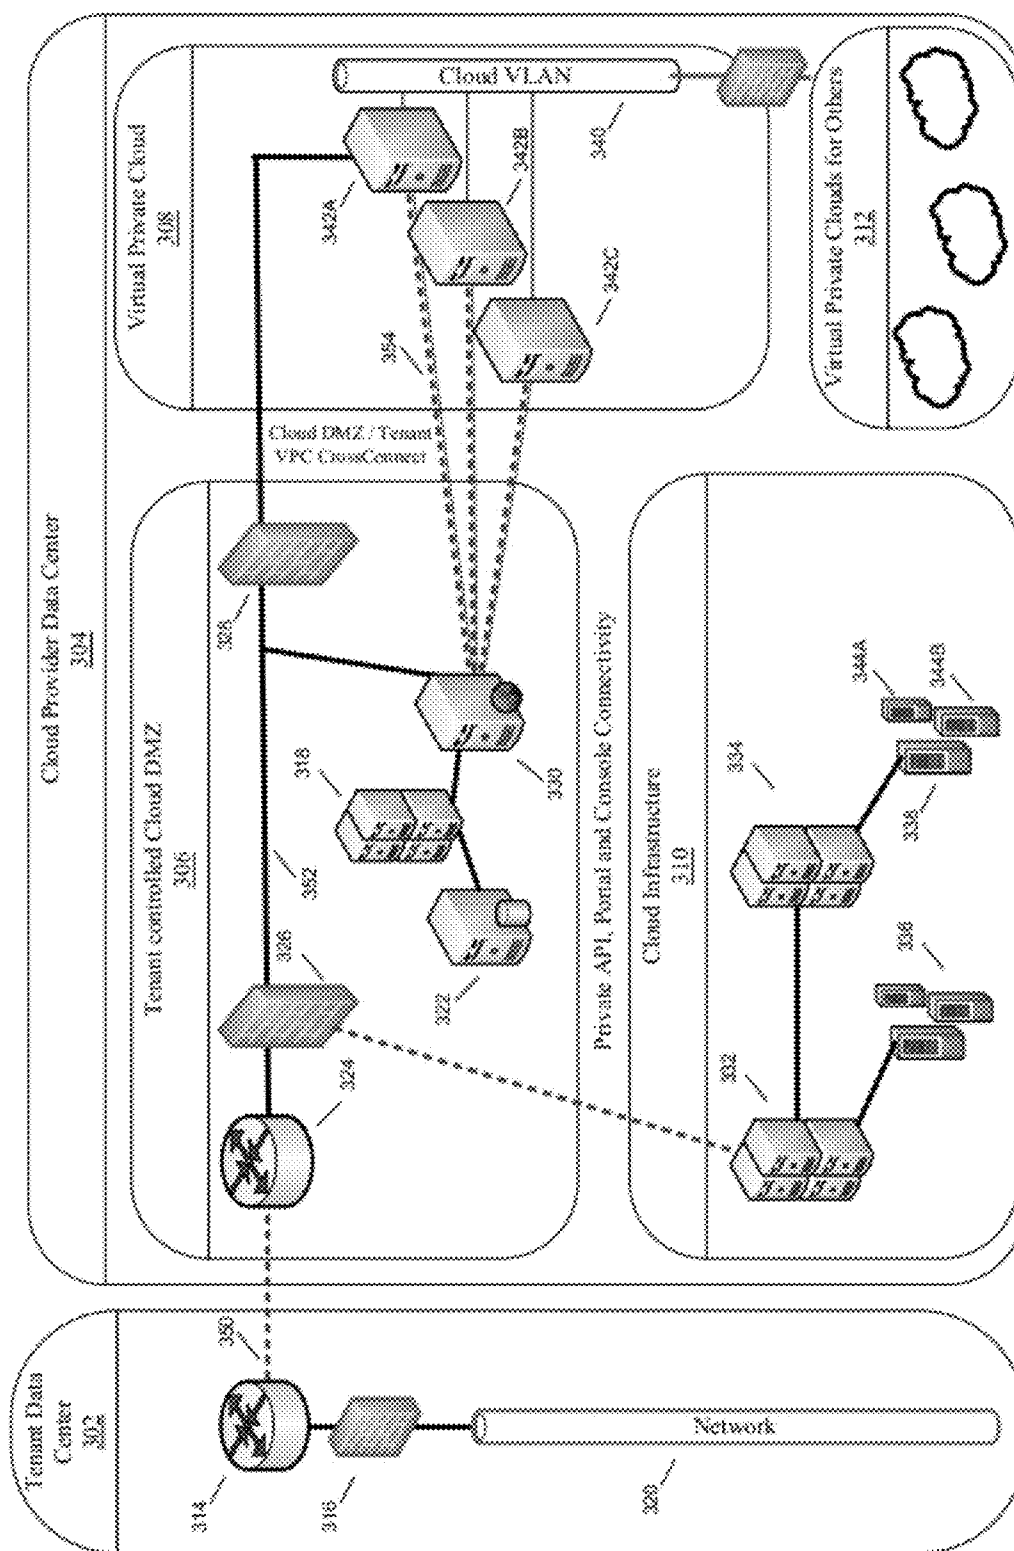 Cloud Provider Data Center
304
Tenant Data
Center
302
314
316
320
Network
350
Tenant controlled Cloud DMZ
306
324
326
352
328
318
322
330
Cloud DMZ / Tenant
VPC CrossConnect
Virtual Private Cloud
308
342A
342B
342C
354
340
Cloud VLAN
Private API, Portal and Console Connectivity
Cloud Infrastructure
310
332
334
336
338
344A
344B
Virtual Private Clouds for Others
312